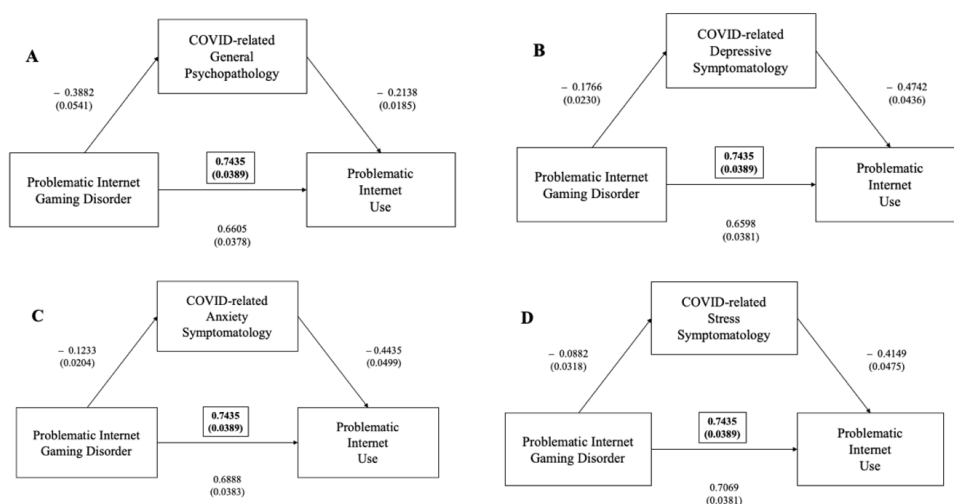 A
COVID-related
General
Psychopathology
− 0.3882
(0.0541)
−0.2138
(0.0185)
Problematic Internet
Gaming Disorder
0.7435
(0.0389)
Problematic
Internet
Use
0.6605
(0.0378)
B
COVID-related
Depressive
Symptomatology
− 0.1766
(0.0230)
−0.4742
(0.0436)
Problematic Internet
Gaming Disorder
0.7435
(0.0389)
Problematic
Internet
Use
0.6598
(0.0381)
C
COVID-related
Anxiety
Symptomatology
− 0.1233
(0.0204)
−0.4435
(0.0499)
Problematic Internet
Gaming Disorder
0.7435
(0.0389)
Problematic
Internet
Use
0.6888
(0.0383)
D
COVID-related
Stress
Symptomatology
− 0.0882
(0.0318)
−0.4149
(0.0475)
Problematic Internet
Gaming Disorder
0.7435
(0.0389)
Problematic
Internet
Use
0.7069
(0.0381)